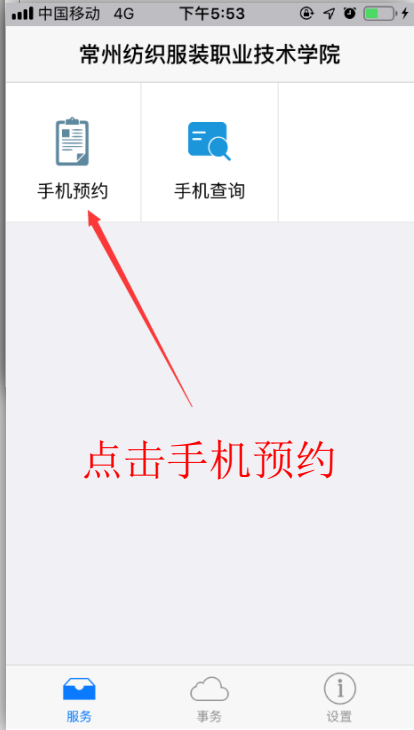 中国移动 4G 下午5:53
常州纺织服装职业技术学院
手机预约 手机查询
点击手机预约
服务 事务 设置